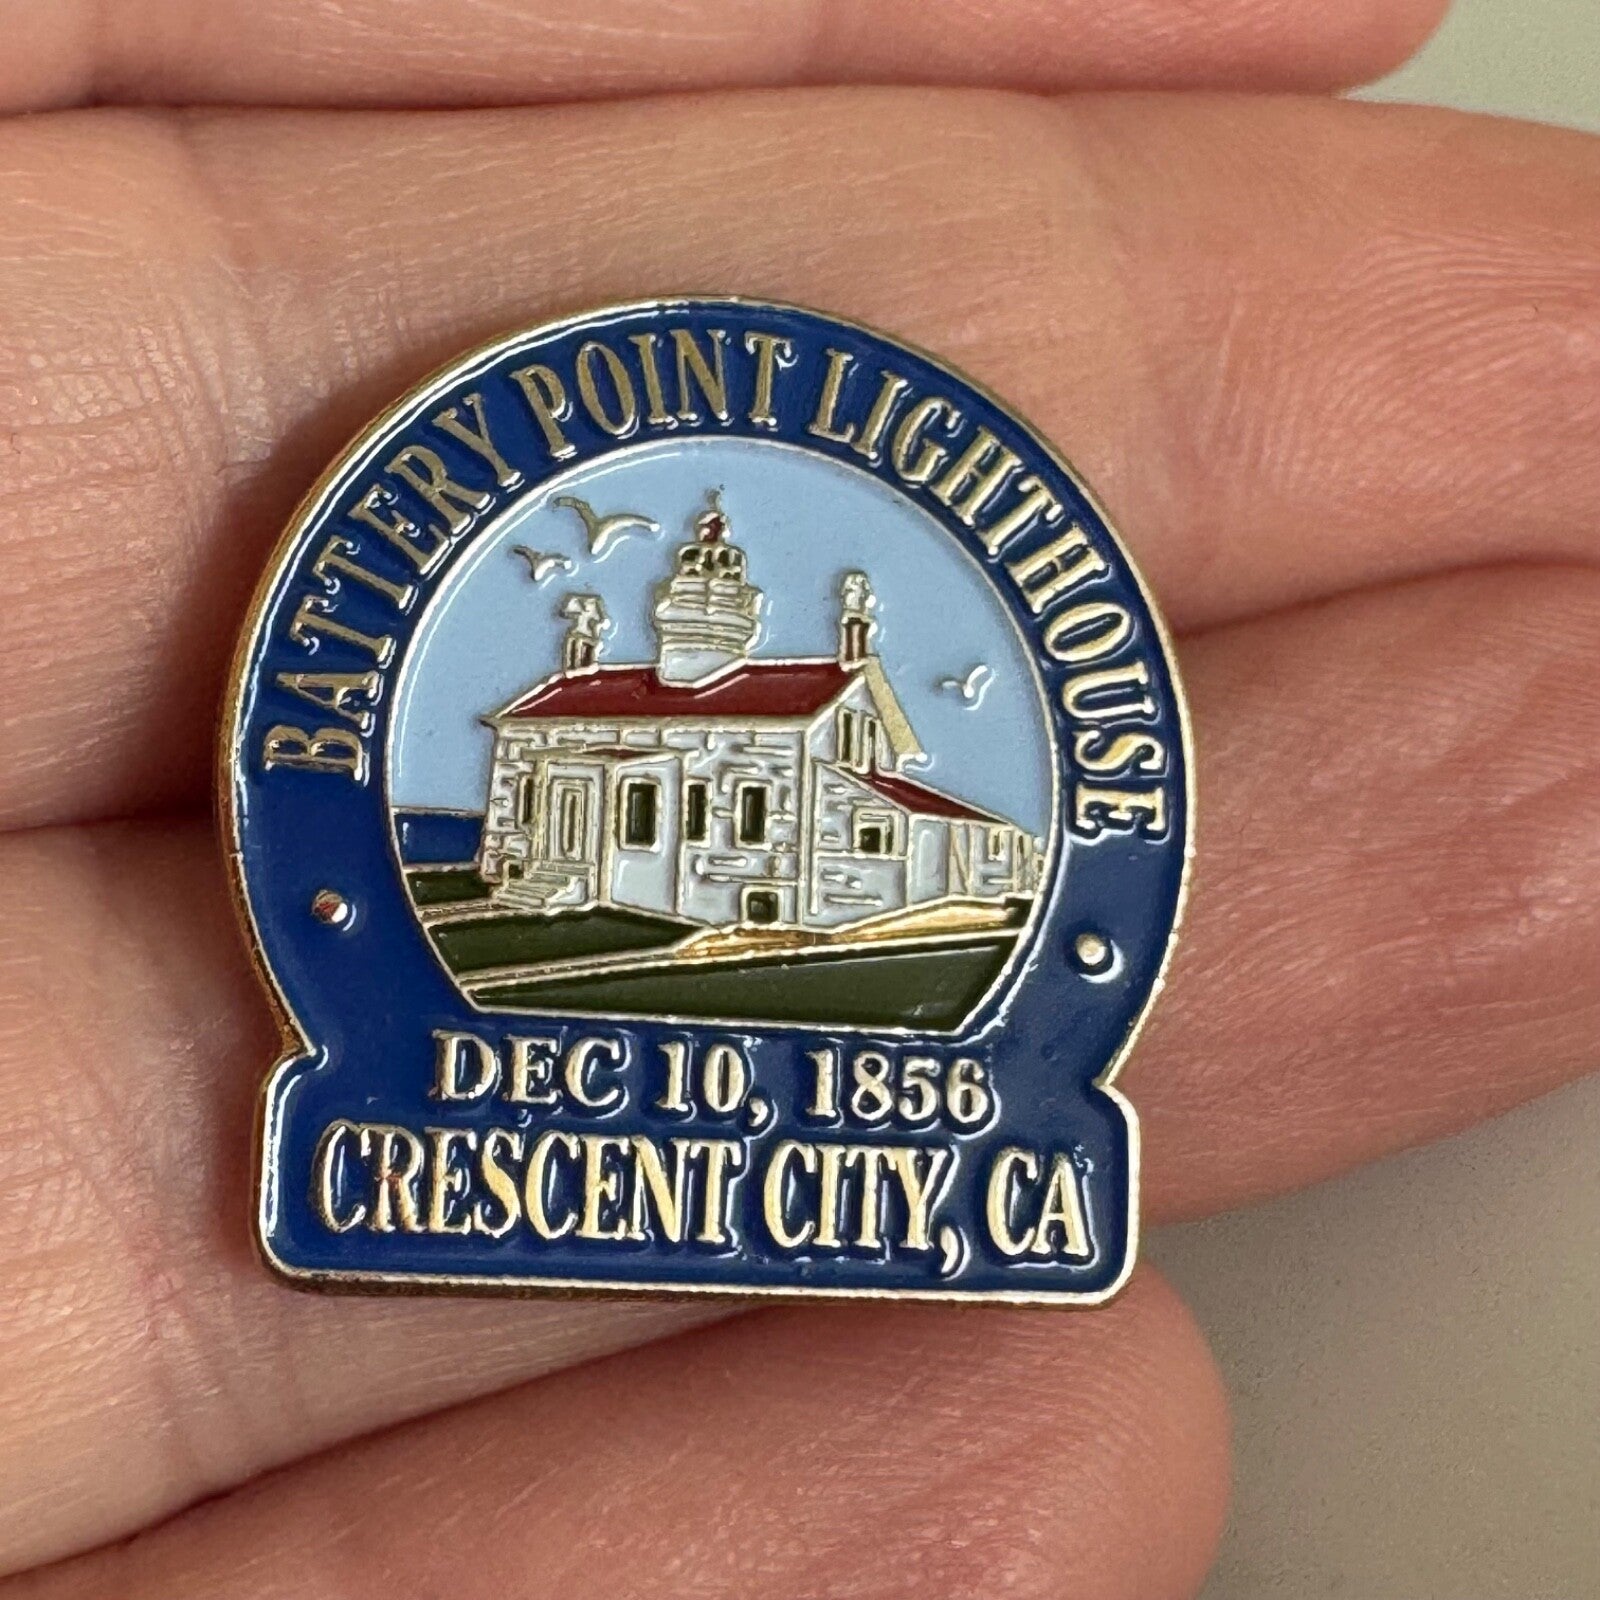 BATTERY POINT LIGHTHOUSE
DEC 10, 1856
CRESCENT CITY, CA